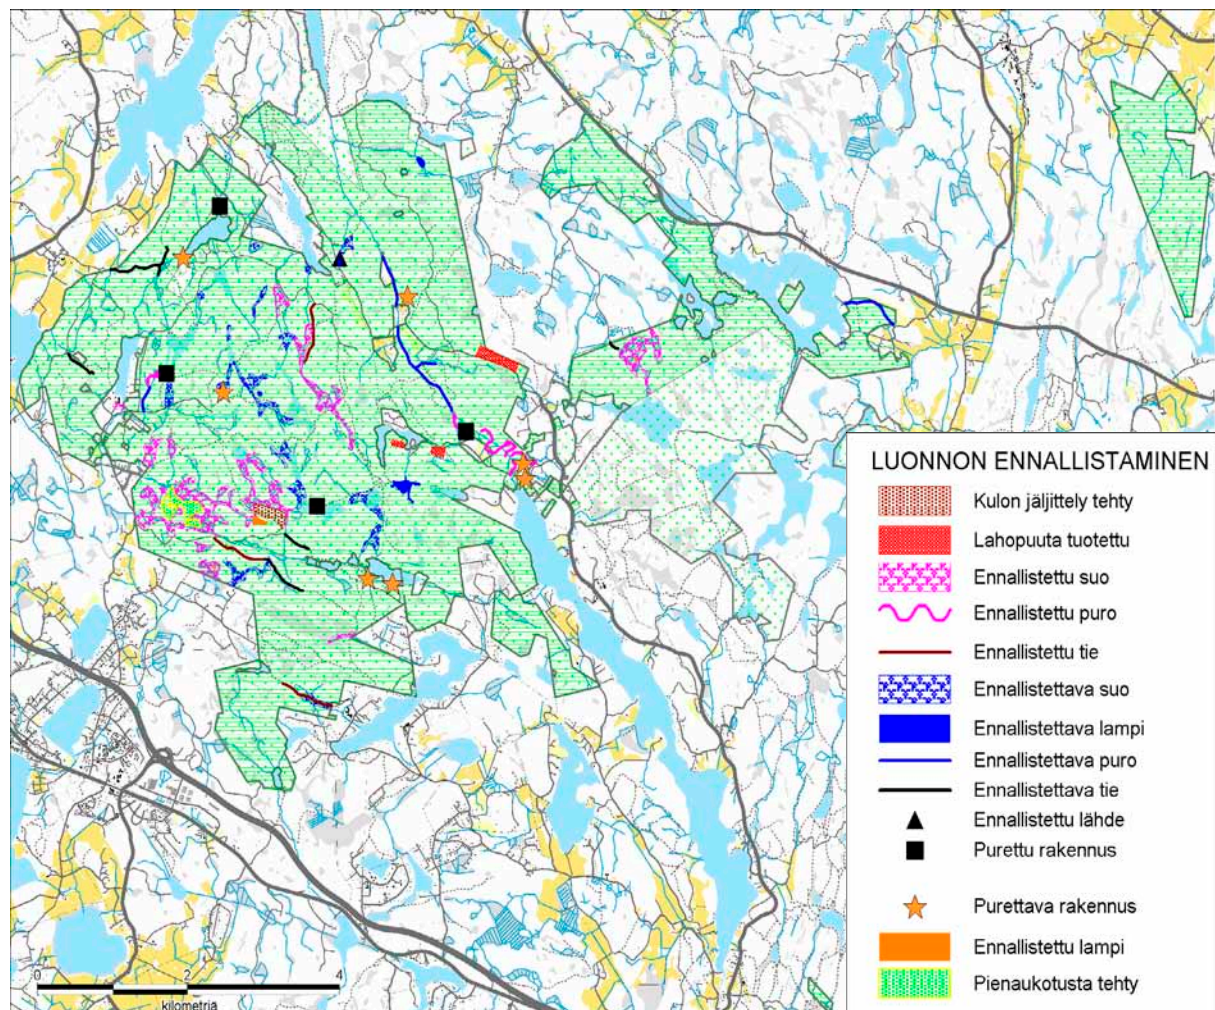 LUONNON ENNALLISTAMINEN
Kulon jäljittely tehty
Lahopuuta tuotettu
Ennallistettu suo
Ennallistettu puro
Ennallistettu tie
Ennallistettava suo
Ennallistettava lampi
Ennallistettava puro
Ennallistettava tie
Ennallistettu lähde
Purettu rakennus
Purettava rakennus
Ennallistettu lampi
Pienaukotusta tehty
0 2 4
kilometriä